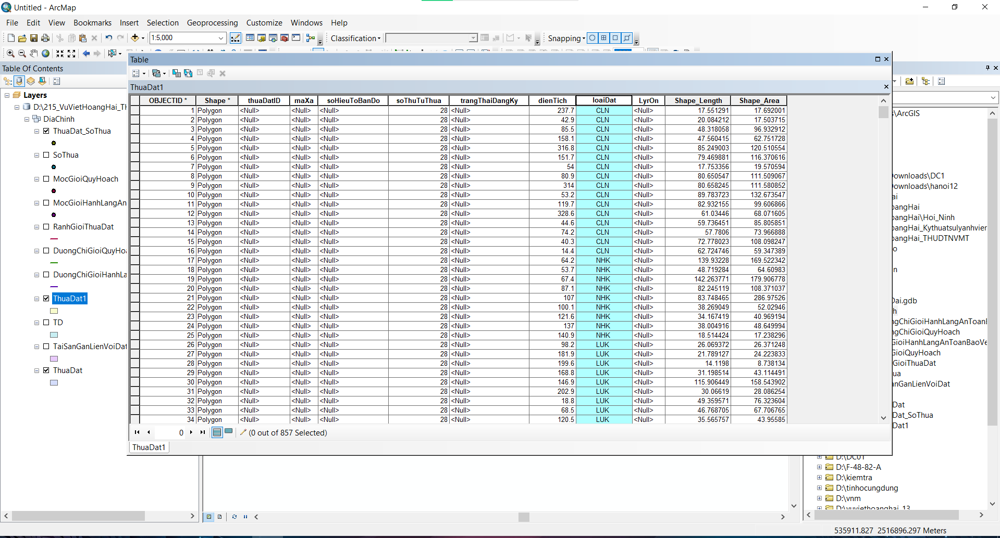 Untitled - ArcMap
File Edit View Bookmarks Insert Selection Geoprocessing Customize Windows Help
1:5,000 Classification Snapping
Table Of Contents
Layers
D:\215_VuVietHoangHai_TH
DiaChinh
ThuaDat_SoThua
SoThua
MocGioiQuyHoach
MocGioiHanhLangAn
RanhGioiThuaDat
DuongChiGioiQuyHoa
DuongChiGioiHanhLa
ThuaDat1
TD
TaiSanGanLienVoiDat
ThuaDat
Table
ThuaDat1
OBJECTID * Shape * thuaDatID maXa soHieuToBanDo soThuTuThua trangThaiDangKy dienTich loaiDat LyrOn Shape_Length Shape_Area
1 Polygon <Null> <Null> <Null> 28 <Null> 237.7 CLN <Null> 17.551291 17.692001
2 Polygon <Null> <Null> <Null> 28 <Null> 42.9 CLN <Null> 20.084212 17.503715
3 Polygon <Null> <Null> <Null> 28 <Null> 85.5 CLN <Null> 48.318058 96.932912
4 Polygon <Null> <Null> <Null> 28 <Null> 158.1 CLN <Null> 47.560415 62.751728
5 Polygon <Null> <Null> <Null> 28 <Null> 316.8 CLN <Null> 85.249003 120.510554
6 Polygon <Null> <Null> <Null> 28 <Null> 151.7 CLN <Null> 79.469881 116.370616
7 Polygon <Null> <Null> <Null> 28 <Null> 54 CLN <Null> 17.753356 19.570594
8 Polygon <Null> <Null> <Null> 28 <Null> 80.9 CLN <Null> 80.650547 111.509067
9 Polygon <Null> <Null> <Null> 28 <Null> 314 CLN <Null> 80.658245 111.580852
10 Polygon <Null> <Null> <Null> 28 <Null> 53.2 CLN <Null> 89.783723 132.673547
11 Polygon <Null> <Null> <Null> 28 <Null> 119.7 CLN <Null> 82.932155 99.606866
12 Polygon <Null> <Null> <Null> 28 <Null> 328.6 CLN <Null> 61.03446 68.071605
13 Polygon <Null> <Null> <Null> 28 <Null> 44.6 CLN <Null> 59.736451 85.805851
14 Polygon <Null> <Null> <Null> 28 <Null> 74.2 CLN <Null> 57.7806 73.966888
15 Polygon <Null> <Null> <Null> 28 <Null> 40.3 CLN <Null> 72.778023 108.098247
16 Polygon <Null> <Null> <Null> 28 <Null> 14.4 CLN <Null> 62.724746 59.347389
17 Polygon <Null> <Null> <Null> 28 <Null> 64.2 NHK <Null> 139.93228 169.522342
18 Polygon <Null> <Null> <Null> 28 <Null> 53.7 NHK <Null> 48.719284 64.60983
19 Polygon <Null> <Null> <Null> 28 <Null> 67.4 NHK <Null> 142.263771 179.906778
20 Polygon <Null> <Null> <Null> 28 <Null> 87.1 NHK <Null> 82.245119 108.371037
21 Polygon <Null> <Null> <Null> 28 <Null> 107 NHK <Null> 83.748465 286.97526
22 Polygon <Null> <Null> <Null> 28 <Null> 100.1 NHK <Null> 38.269049 52.02946
23 Polygon <Null> <Null> <Null> 28 <Null> 121.6 NHK <Null> 34.167419 40.969194
24 Polygon <Null> <Null> <Null> 28 <Null> 137 NHK <Null> 38.004916 48.649994
25 Polygon <Null> <Null> <Null> 28 <Null> 140.9 NHK <Null> 18.514424 17.238296
26 Polygon <Null> <Null> <Null> 28 <Null> 98.2 LUK <Null> 26.069372 26.371248
27 Polygon <Null> <Null> <Null> 28 <Null> 181.9 LUK <Null> 21.789127 24.223833
28 Polygon <Null> <Null> <Null> 28 <Null> 199.6 LUK <Null> 14.1198 8.738134
29 Polygon <Null> <Null> <Null> 28 <Null> 168.8 LUK <Null> 31.198514 43.114491
30 Polygon <Null> <Null> <Null> 28 <Null> 146.9 LUK <Null> 115.906449 158.543902
31 Polygon <Null> <Null> <Null> 28 <Null> 202.9 LUK <Null> 30.06619 28.086254
32 Polygon <Null> <Null> <Null> 28 <Null> 18.8 LUK <Null> 49.359571 76.323604
33 Polygon <Null> <Null> <Null> 28 <Null> 68.5 LUK <Null> 46.768705 67.706765
34 Polygon <Null> <Null> <Null> 28 <Null> 120.5 LUK <Null> 35.565757 43.95585
0 (0 out of 857 Selected)
ThuaDat1
s\ArcGIS
ownloads\DC1
ownloads\hanoi12
ai
oangHai
oangHai\Hoi_Ninh
oangHai_Kythuatsulyanhvier
oangHai_THUDTNVMT
o
n
Dai.gdb
h
ngChiGioiHanhLangAnToanl
ngChiGioiQuyHoach
GioiHanhLangAnToanBaoVe
GioiQuyHoach
GioiThuaDat
ua
anGanLienVoiDat
Dat
Dat_SoThua
Dat1
D:\DC01
D:\F-48-82-A
D:\kiemtra
D:\tinhocungdung
D:\vnm
D:\vuviethoanghai_13
535911.827 2516896.297 Meters